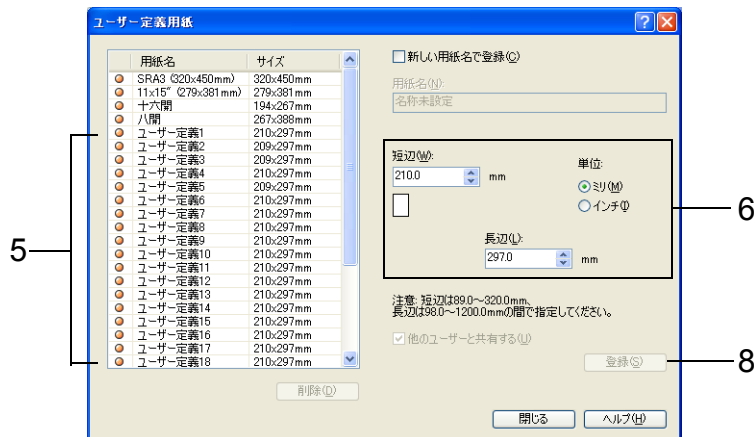 ユーザー定義用紙
用紙名 サイズ
SRA3 (320x450mm) 320x450mm
11x15" (279x381mm) 279x381mm
十六開 194x267mm
八開 267x388mm
ユーザー定義1 210x297mm
ユーザー定義2 209x297mm
ユーザー定義3 209x297mm
ユーザー定義4 210x297mm
ユーザー定義5 209x297mm
ユーザー定義6 210x297mm
ユーザー定義7 210x297mm
ユーザー定義8 210x297mm
ユーザー定義9 210x297mm
ユーザー定義10 210x297mm
ユーザー定義11 210x297mm
ユーザー定義12 210x297mm
ユーザー定義13 210x297mm
ユーザー定義14 210x297mm
ユーザー定義15 210x297mm
ユーザー定義16 210x297mm
ユーザー定義17 210x297mm
ユーザー定義18 210x297mm
5
削除(D)
新しい用紙名で登録(C)
用紙名(N):
名称未設定
短辺(W):
210.0 mm
単位:
ミリ(M)
インチ(I)
6
長辺(L):
297.0 mm
注意: 短辺は89.0～320.0mm、
長辺は98.0～1200.0mmの間で指定してください。
他のユーザーと共有する(U)
登録(S)
8
閉じる ヘルプ(H)